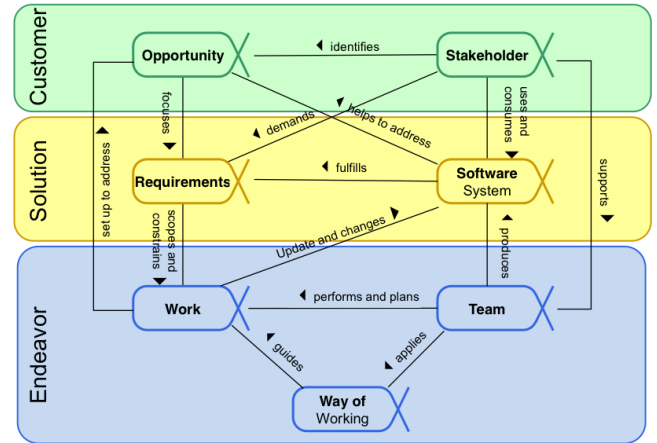 Customer
Opportunity
identifies
Stakeholder
focuses
demands
helps to address
uses and
consumes
set up to address
Solution
Requirements
fulfills
Software
System
supports
scopes and
constrains
Update and changes
produces
Endeavor
Work
performs and plans
Team
guides
applies
Way of
Working